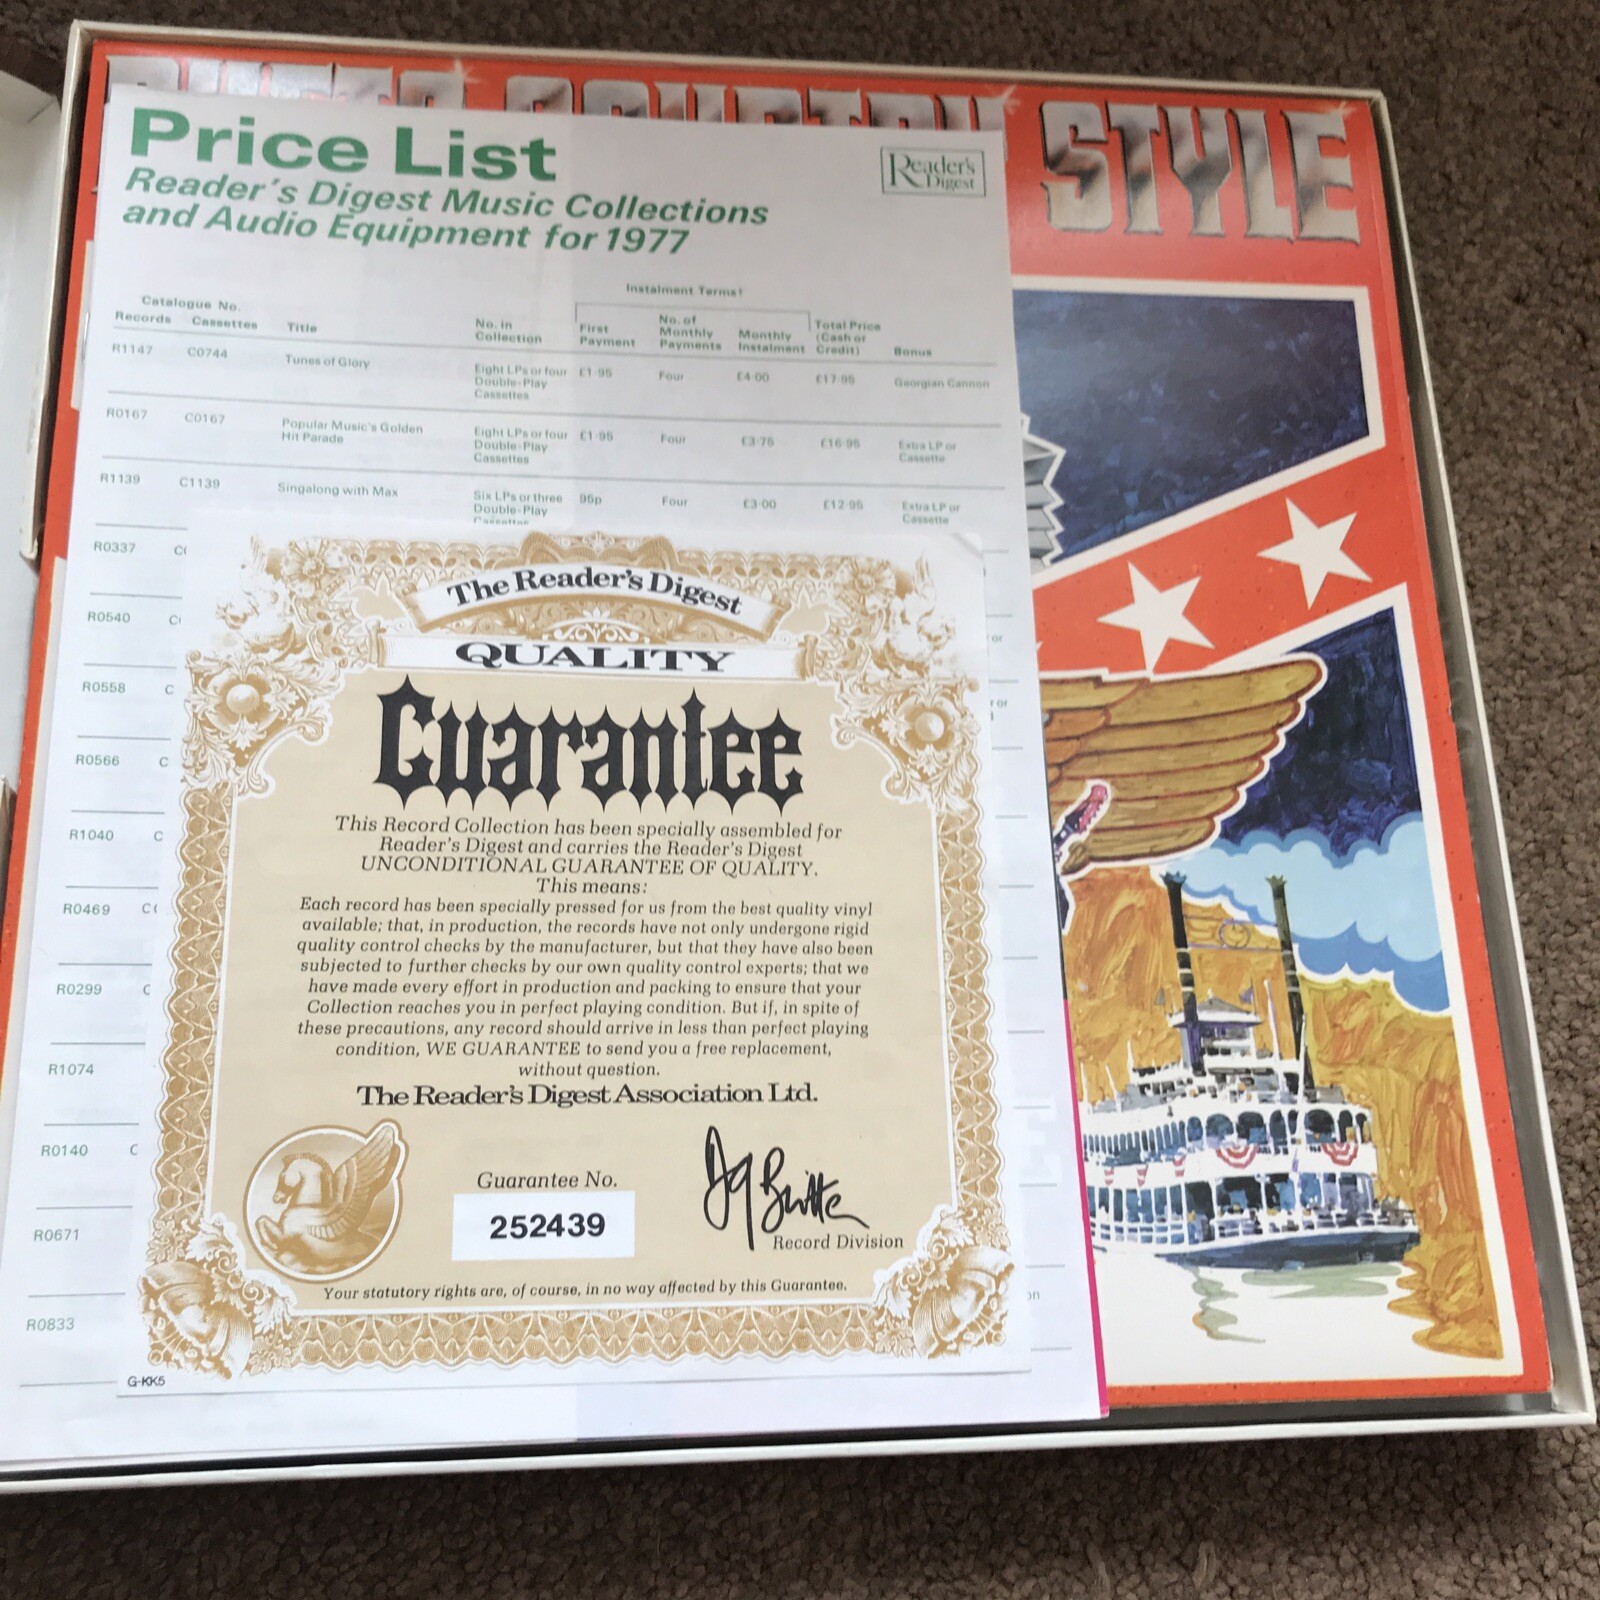 COUNTRY STYLE
Price List
Reader's Digest Music Collections
and Audio Equipment for 1977
Reader's
Digest
Instalment Terms†
Catalogue No.
Records Cassettes Title No. in Collection First Payment No. of Monthly Payments Monthly Instalment Total Price (Cash or Credit) Bonus
R1147 C0744 Tunes of Glory Eight LPs or four Double-Play Cassettes £1·95 Four £4·00 £17·95 Georgian Cannon
R0167 C0167 Popular Music's Golden Hit Parade Eight LPs or four Double-Play Cassettes £1·95 Four £3·75 £16·95 Extra LP or Cassette
R1139 C1139 Singalong with Max Six LPs or three Double-Play Cassettes 95p Four £3·00 £12·95 Extra LP or Cassette
R0337
R0540
R0558
R0566
R1040
R0469
R0299
R1074
R0140
R0671
R0833
The Reader's Digest
QUALITY
Guarantee
This Record Collection has been specially assembled for
Reader's Digest and carries the Reader's Digest
UNCONDITIONAL GUARANTEE OF QUALITY.
This means:
Each record has been specially pressed for us from the best quality vinyl
available; that, in production, the records have not only undergone rigid
quality control checks by the manufacturer, but that they have also been
subjected to further checks by our own quality control experts; that we
have made every effort in production and packing to ensure that your
Collection reaches you in perfect playing condition. But if, in spite of
these precautions, any record should arrive in less than perfect playing
condition, WE GUARANTEE to send you a free replacement,
without question.
The Reader's Digest Association Ltd.
Guarantee No.
252439
Record Division
Your statutory rights are, of course, in no way affected by this Guarantee.
G-KK5